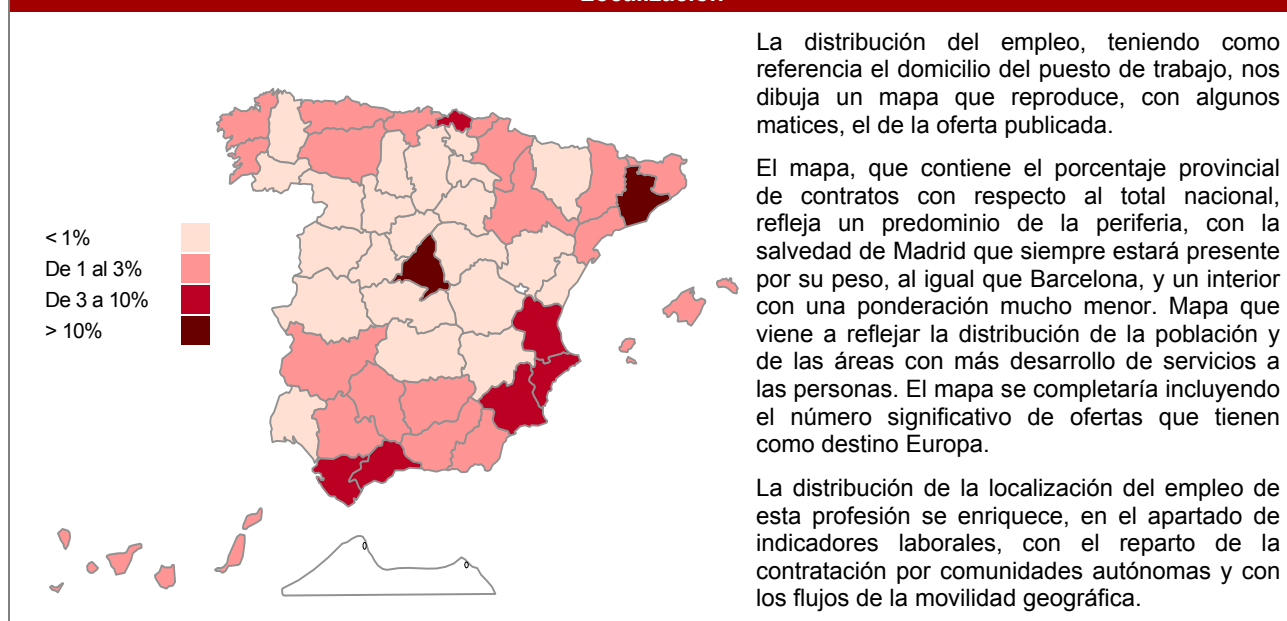 Localización
La distribución del empleo, teniendo como
referencia el domicilio del puesto de trabajo, nos
dibuja un mapa que reproduce, con algunos
matices, el de la oferta publicada.
El mapa, que contiene el porcentaje provincial
de contratos con respecto al total nacional,
refleja un predominio de la periferia, con la
salvedad de Madrid que siempre estará presente
por su peso, al igual que Barcelona, y un interior
con una ponderación mucho menor. Mapa que
viene a reflejar la distribución de la población y
de las áreas con más desarrollo de servicios a
las personas. El mapa se completaría incluyendo
el número significativo de ofertas que tienen
como destino Europa.
La distribución de la localización del empleo de
esta profesión se enriquece, en el apartado de
indicadores laborales, con el reparto de la
contratación por comunidades autónomas y con
los flujos de la movilidad geográfica.
< 1%
De 1 al 3%
De 3 a 10%
> 10%